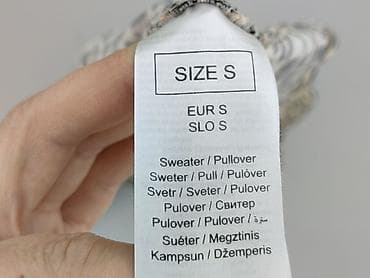 SIZE S
EUR S
SLO S
Sweater / Pullover
Sweter / Pull / Pulóver
Svetr / Sveter / Pulover
Pulover / Свитер
Pulover / Pulover / سترة
Suéter / Megztinis
Kampsun / Džemperis